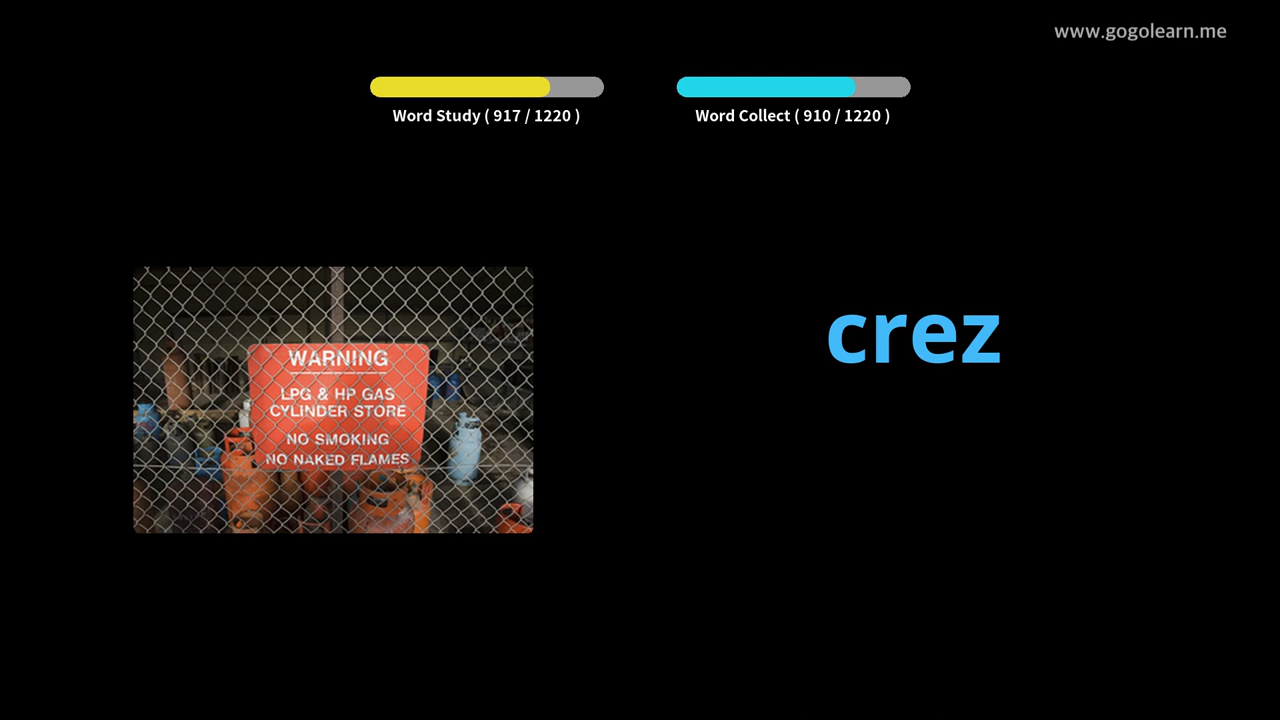 www.gogolearn.me
Word Study ( 917 / 1220 )
Word Collect ( 910 / 1220 )
crez
WARNING
LPG & HP GAS
CYLINDER STORE
NO SMOKING
NO NAKED FLAMES